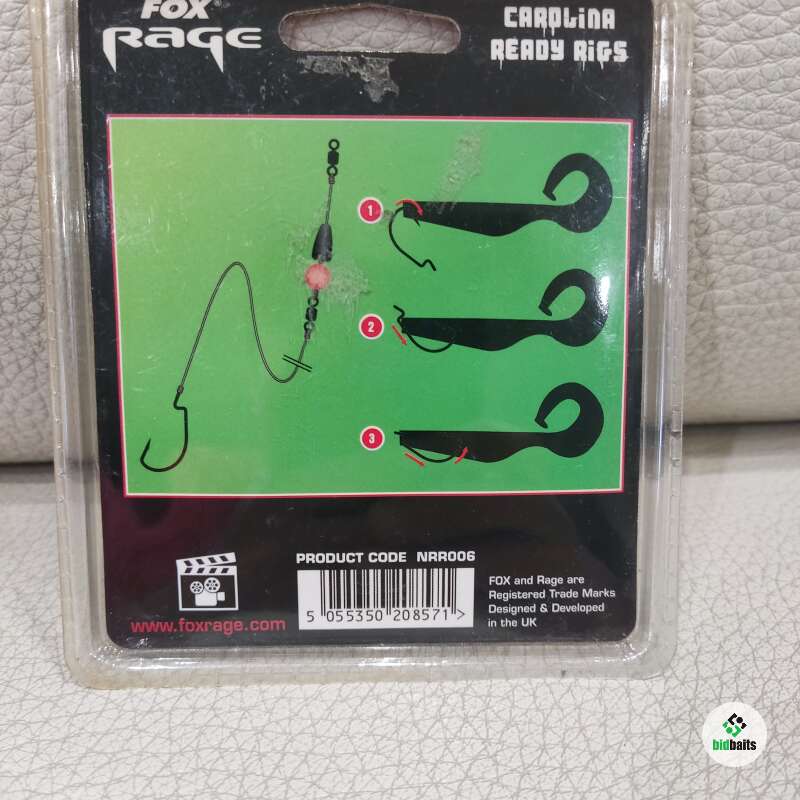 FOX
RAGE
CAROLINA
READY RIGS
1
2
3
PRODUCT CODE NRR006
5 055350 208571 >
FOX and Rage are
Registered Trade Marks
Designed & Developed
in the UK
www.foxrage.com
bidbaits